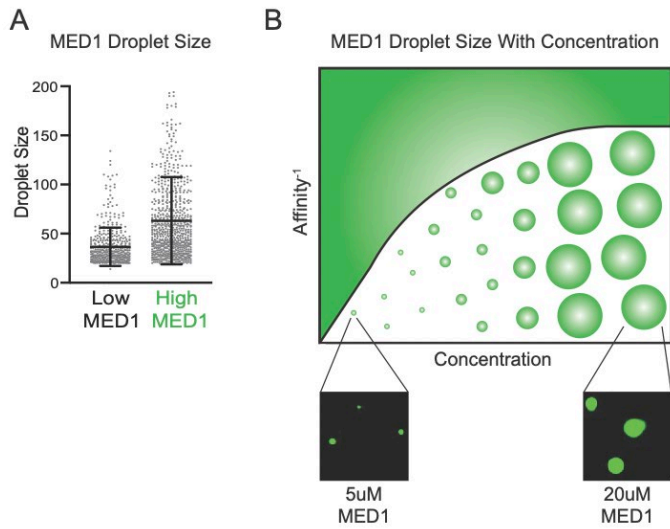 A
MED1 Droplet Size
Droplet Size
200
150
100
50
0
Low
MED1
High
MED1
B
MED1 Droplet Size With Concentration
Affinity⁻¹
Concentration
5uM
MED1
20uM
MED1